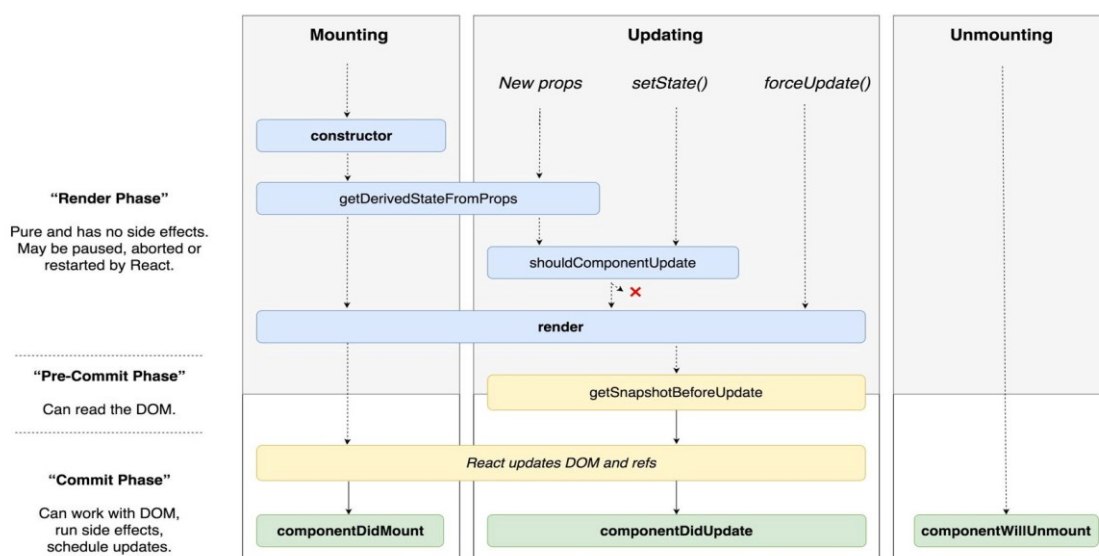 Mounting
Updating
Unmounting
New props
setState()
forceUpdate()
constructor
“Render Phase”
getDerivedStateFromProps
Pure and has no side effects.
May be paused, aborted or
restarted by React.
shouldComponentUpdate
render
“Pre-Commit Phase”
Can read the DOM.
getSnapshotBeforeUpdate
React updates DOM and refs
“Commit Phase”
Can work with DOM,
run side effects,
schedule updates.
componentDidMount
componentDidUpdate
componentWillUnmount